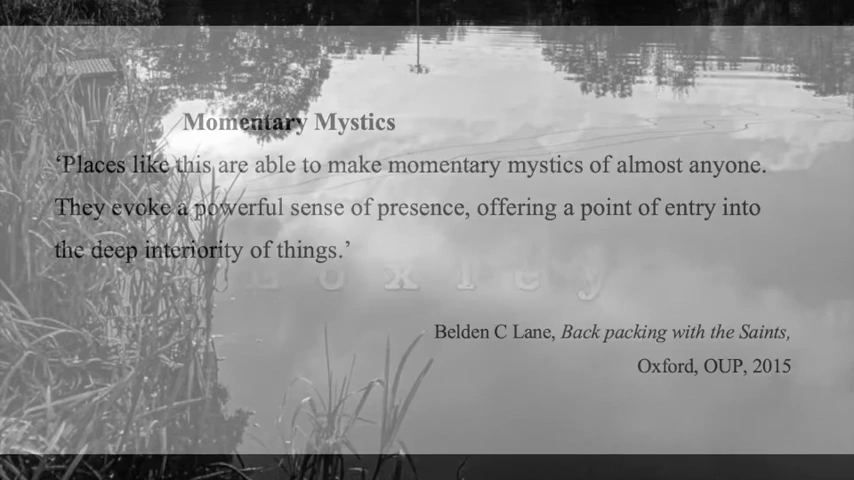 Momentary Mystics
‘Places like this are able to make momentary mystics of almost anyone.
They evoke a powerful sense of presence, offering a point of entry into
the deep interiority of things.’
Loxley
Belden C Lane, Back packing with the Saints,
Oxford, OUP, 2015